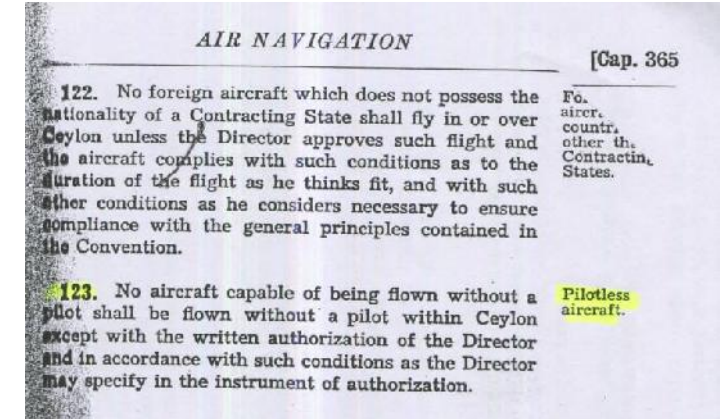 AIR NAVIGATION
[Cap. 365
122. No foreign aircraft which does not possess the
nationality of a Contracting State shall fly in or over
Ceylon unless the Director approves such flight and
the aircraft complies with such conditions as to the
duration of the flight as he thinks fit, and with such
other conditions as he considers necessary to ensure
compliance with the general principles contained in
the Convention.
other
Contracting
States.
123. No aircraft capable of being flown without a
pilot shall be flown without a pilot within Ceylon
except with the written authorization of the Director
and in accordance with such conditions as the Director
may specify in the instrument of authorization.
Pilotless
aircraft.